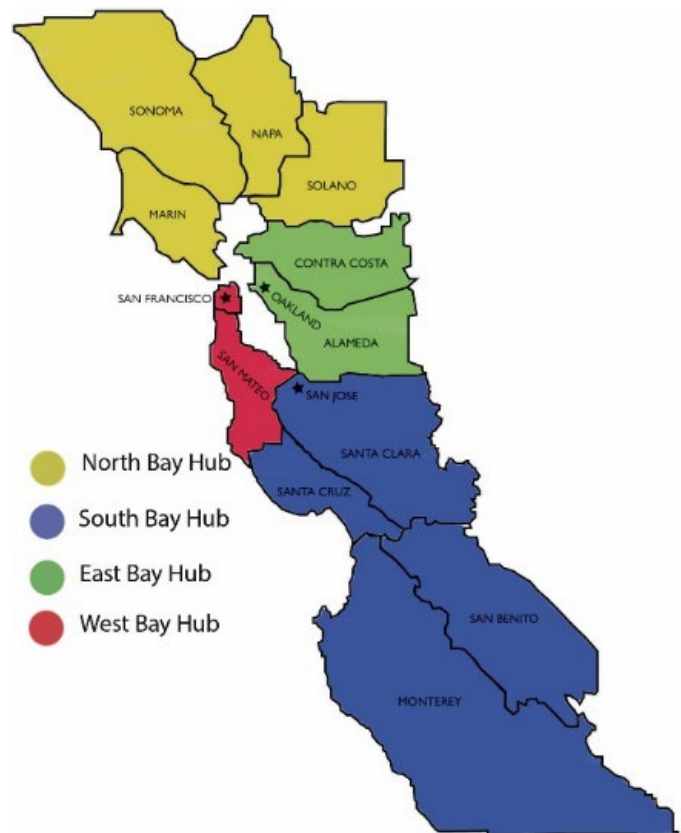 SONOMA
NAPA
SOLANO
MARIN
CONTRA COSTA
SAN FRANCISCO
OAKLAND
ALAMEDA
SAN MATEO
SAN JOSE
SANTA CLARA
SANTA CRUZ
SAN BENITO
MONTEREY
North Bay Hub
South Bay Hub
East Bay Hub
West Bay Hub